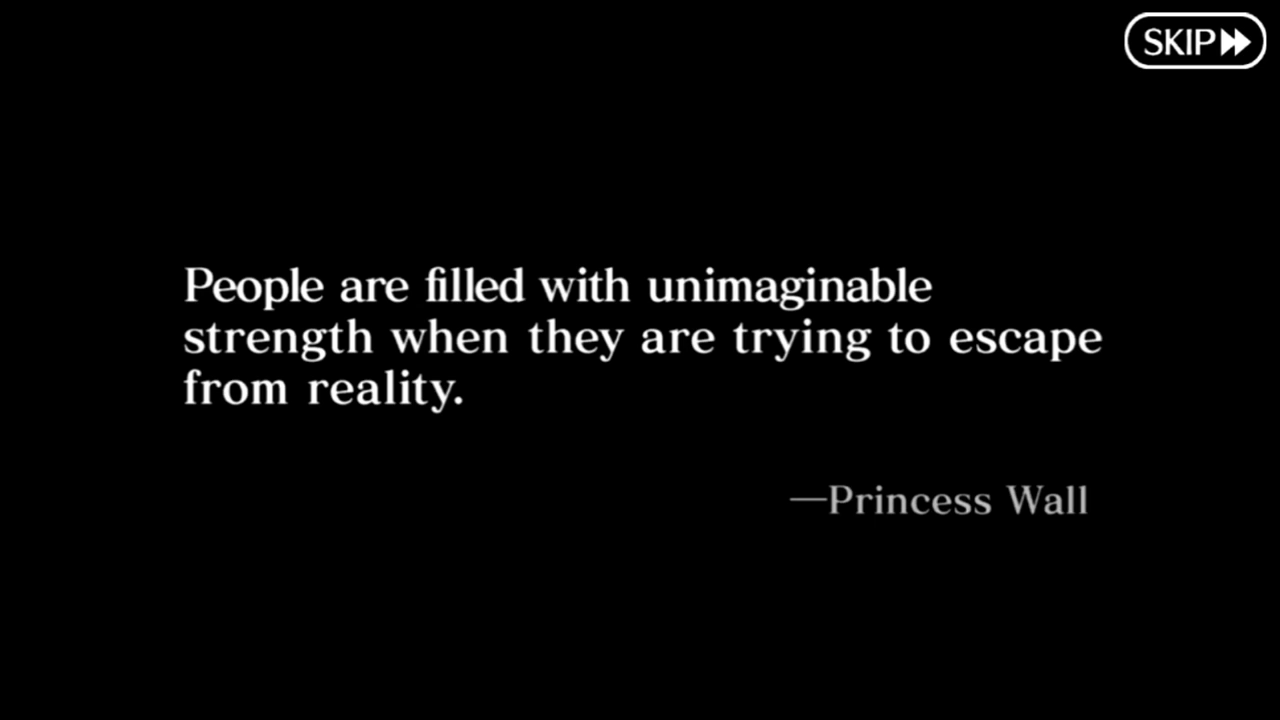 SKIP
People are filled with unimaginable
strength when they are trying to escape
from reality.
—Princess Wall